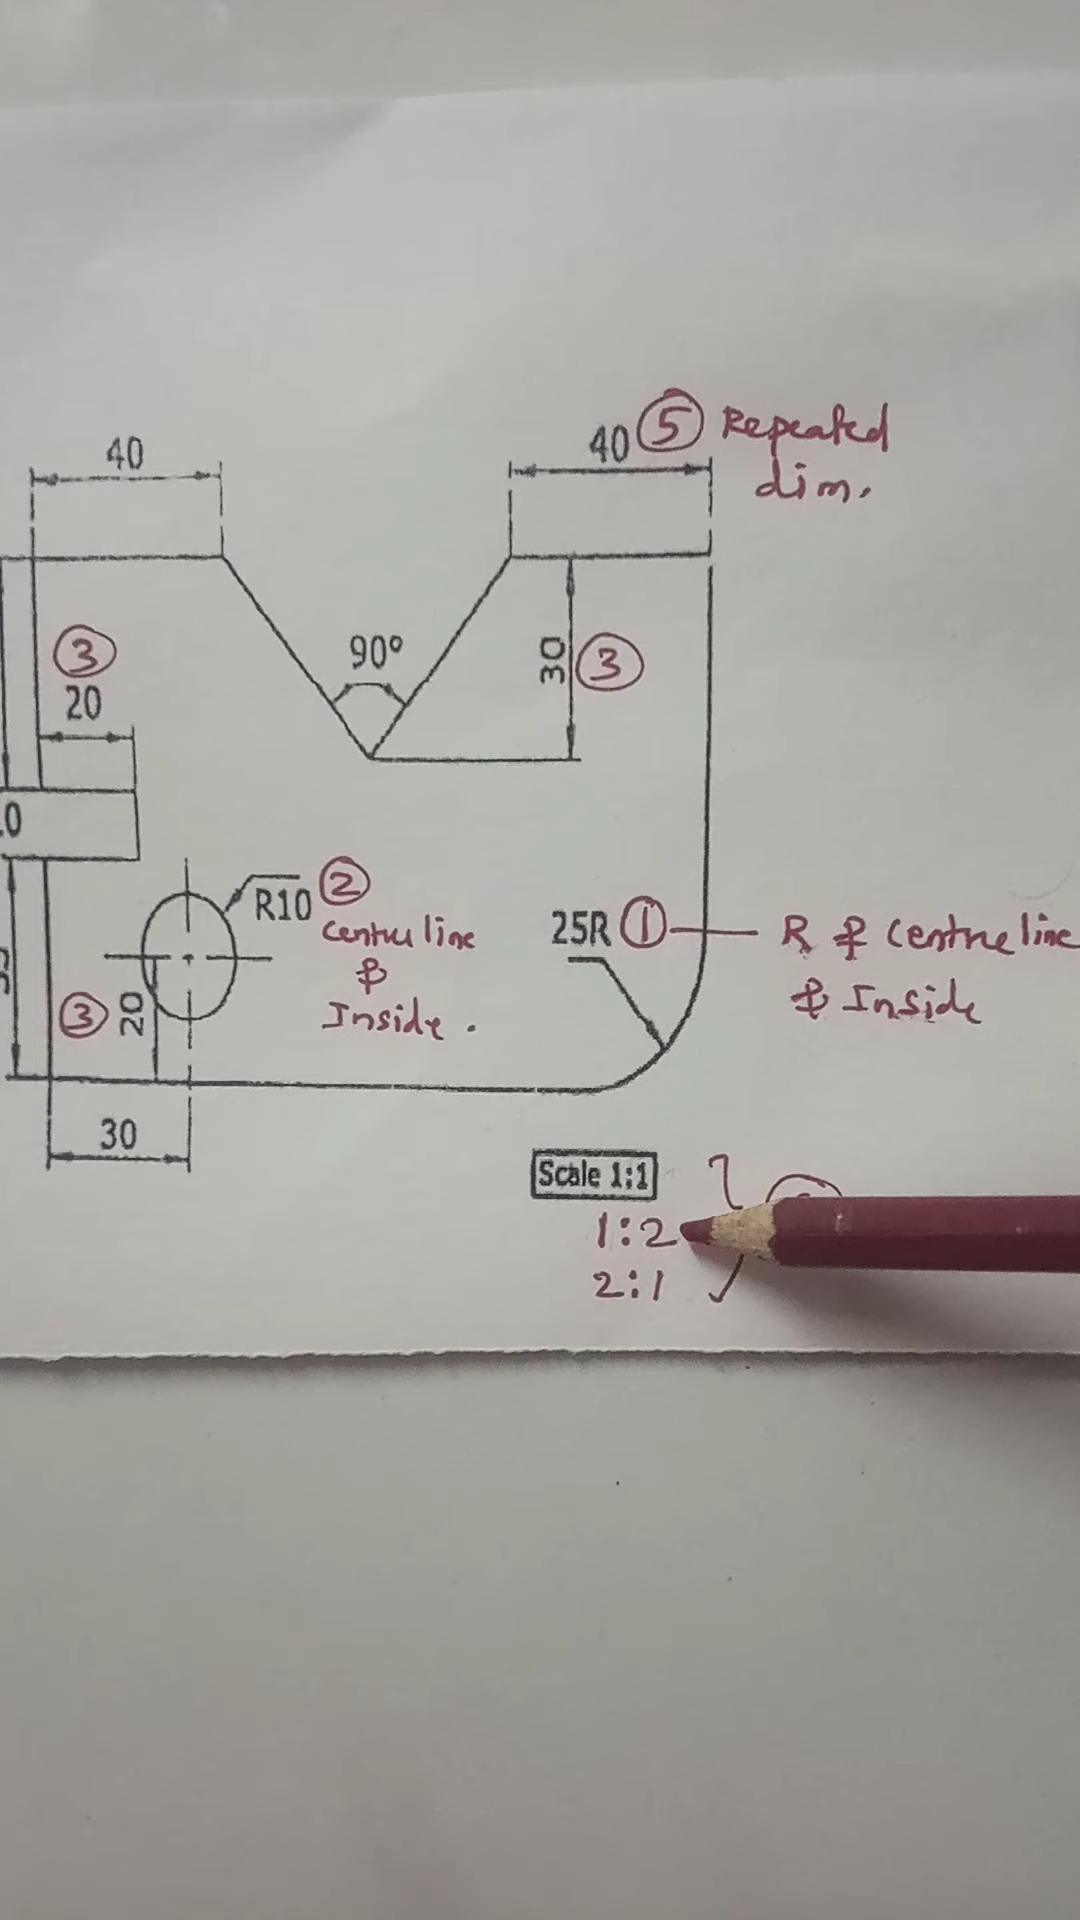 40
40 5 Repeated
dim.
3
20
90°
30 3
R10 2
Centre line
&
Inside.
25R 1 R & Centre line
& Inside
3
20
30
Scale 1:1
1:2
2:1